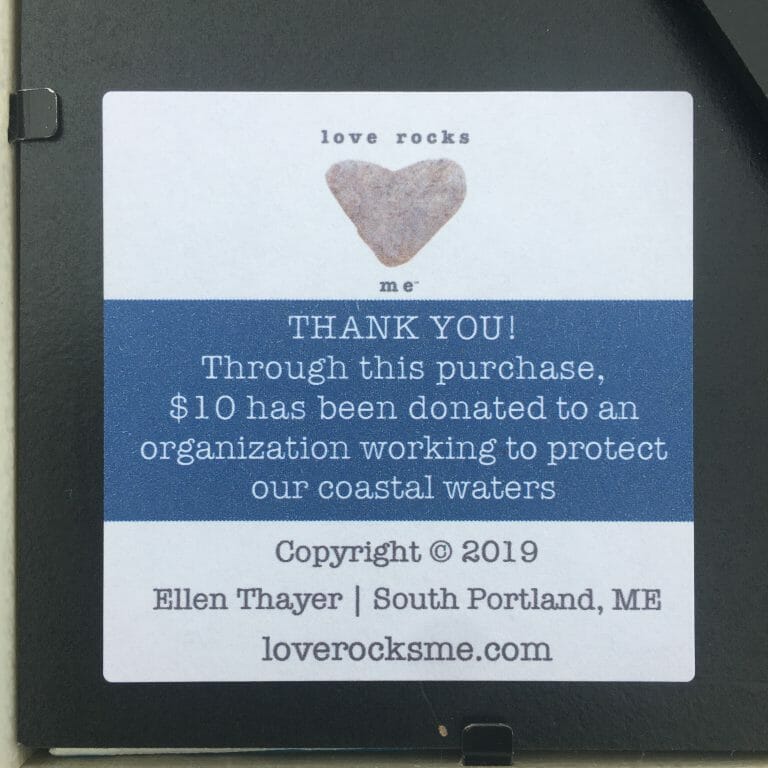 love rocks
me™
THANK YOU!
Through this purchase,
$10 has been donated to an
organization working to protect
our coastal waters
Copyright © 2019
Ellen Thayer | South Portland, ME
loverocksme.com